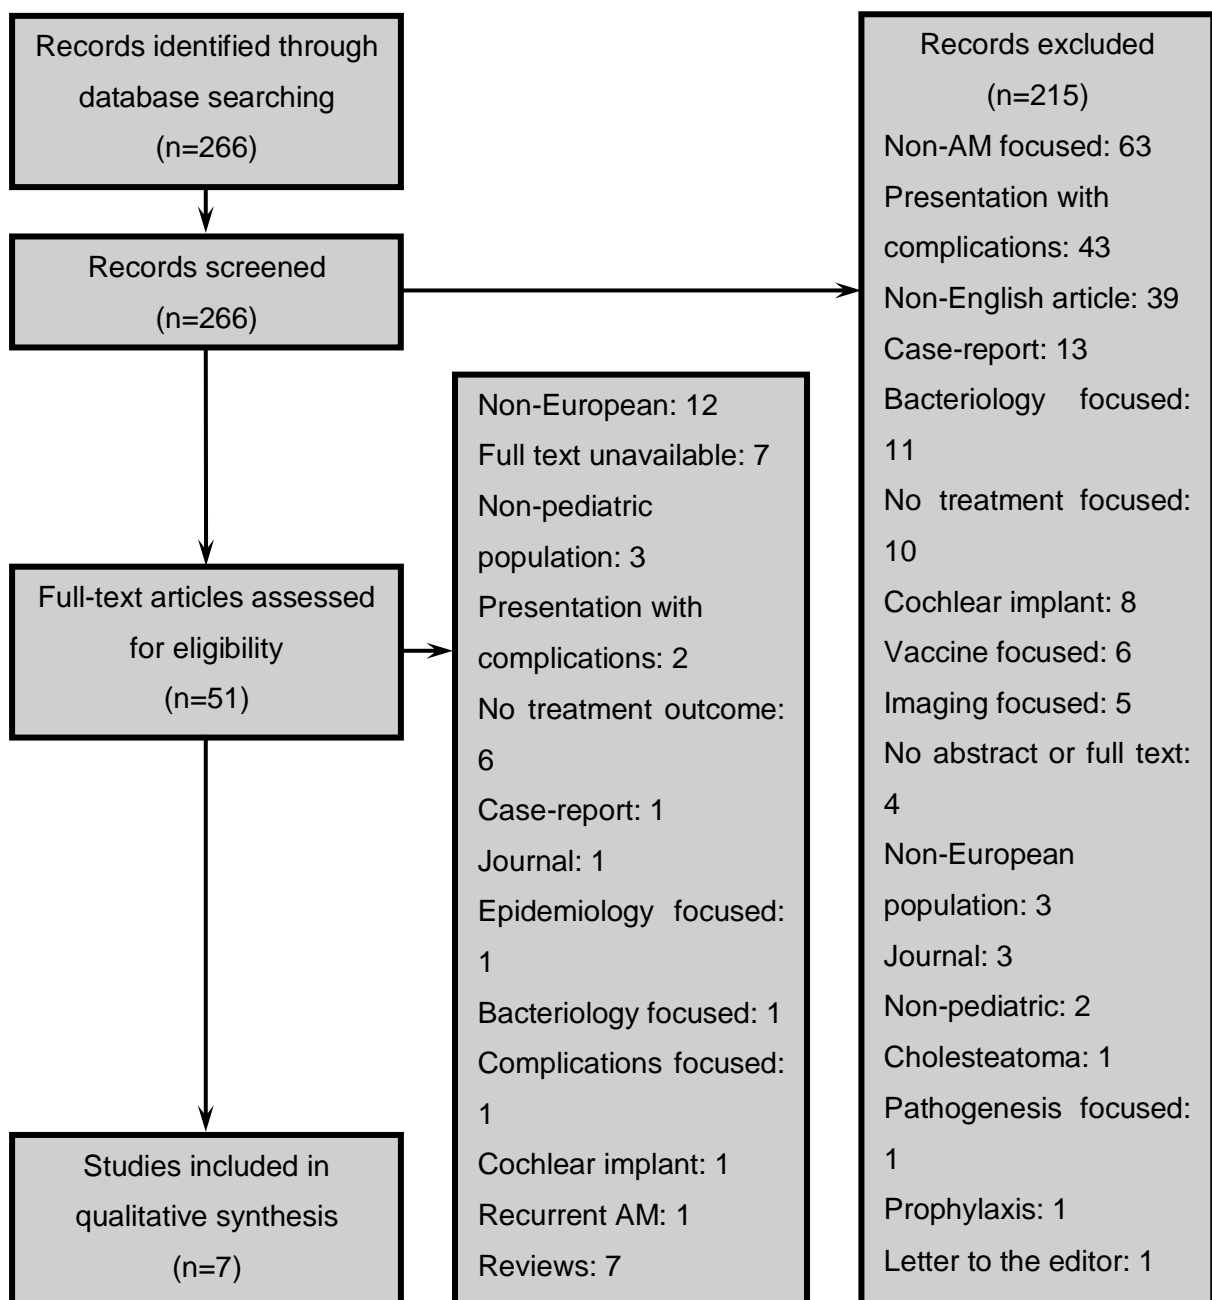 Records identified through
database searching
(n=266)
Records screened
(n=266)
Full-text articles assessed
for eligibility
(n=51)
Studies included in
qualitative synthesis
(n=7)
Non-European: 12
Full text unavailable: 7
Non-pediatric
population: 3
Presentation with
complications: 2
No treatment outcome:
6
Case-report: 1
Journal: 1
Epidemiology focused:
1
Bacteriology focused: 1
Complications focused:
1
Cochlear implant: 1
Recurrent AM: 1
Reviews: 7
Records excluded
(n=215)
Non-AM focused: 63
Presentation with
complications: 43
Non-English article: 39
Case-report: 13
Bacteriology focused:
11
No treatment focused:
10
Cochlear implant: 8
Vaccine focused: 6
Imaging focused: 5
No abstract or full text:
4
Non-European
population: 3
Journal: 3
Non-pediatric: 2
Cholesteatoma: 1
Pathogenesis focused:
1
Prophylaxis: 1
Letter to the editor: 1